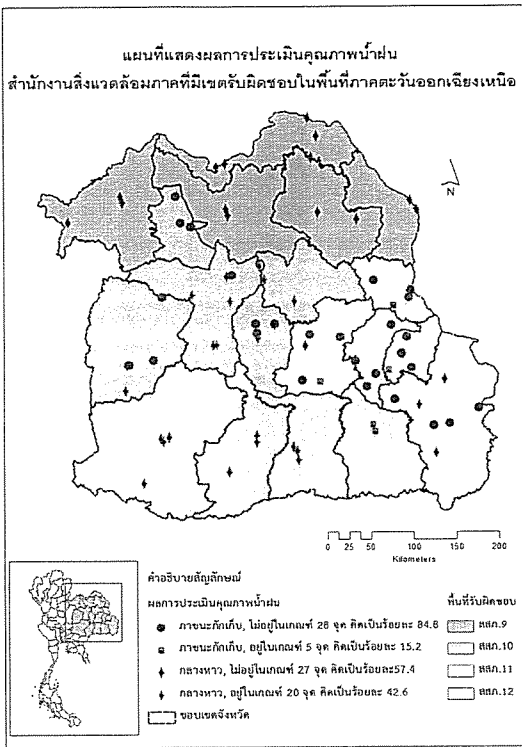 แผนที่แสดงผลการประเมินคุณภาพน้ำฝน
สำนักงานสิ่งแวดล้อมภาคที่มีเขตรับผิดชอบในพื้นที่ภาคตะวันออกเฉียงเหนือ
N
0 25 50 100 150 200
Kilometers
คำอธิบายสัญลักษณ์
ผลการประเมินคุณภาพน้ำฝน
ภาชนะกักเก็บ, ไม่อยู่ในเกณฑ์ 28 จุด คิดเป็นร้อยละ 84.8
ภาชนะกักเก็บ, อยู่ในเกณฑ์ 5 จุด คิดเป็นร้อยละ 15.2
กลางหาว, ไม่อยู่ในเกณฑ์ 27 จุด คิดเป็นร้อยละ57.4
กลางหาว, อยู่ในเกณฑ์ 20 จุด คิดเป็นร้อยละ 42.6
ขอบเขตจังหวัด
พื้นที่รับผิดชอบ
สสภ.9
สสภ.10
สสภ.11
สสภ.12